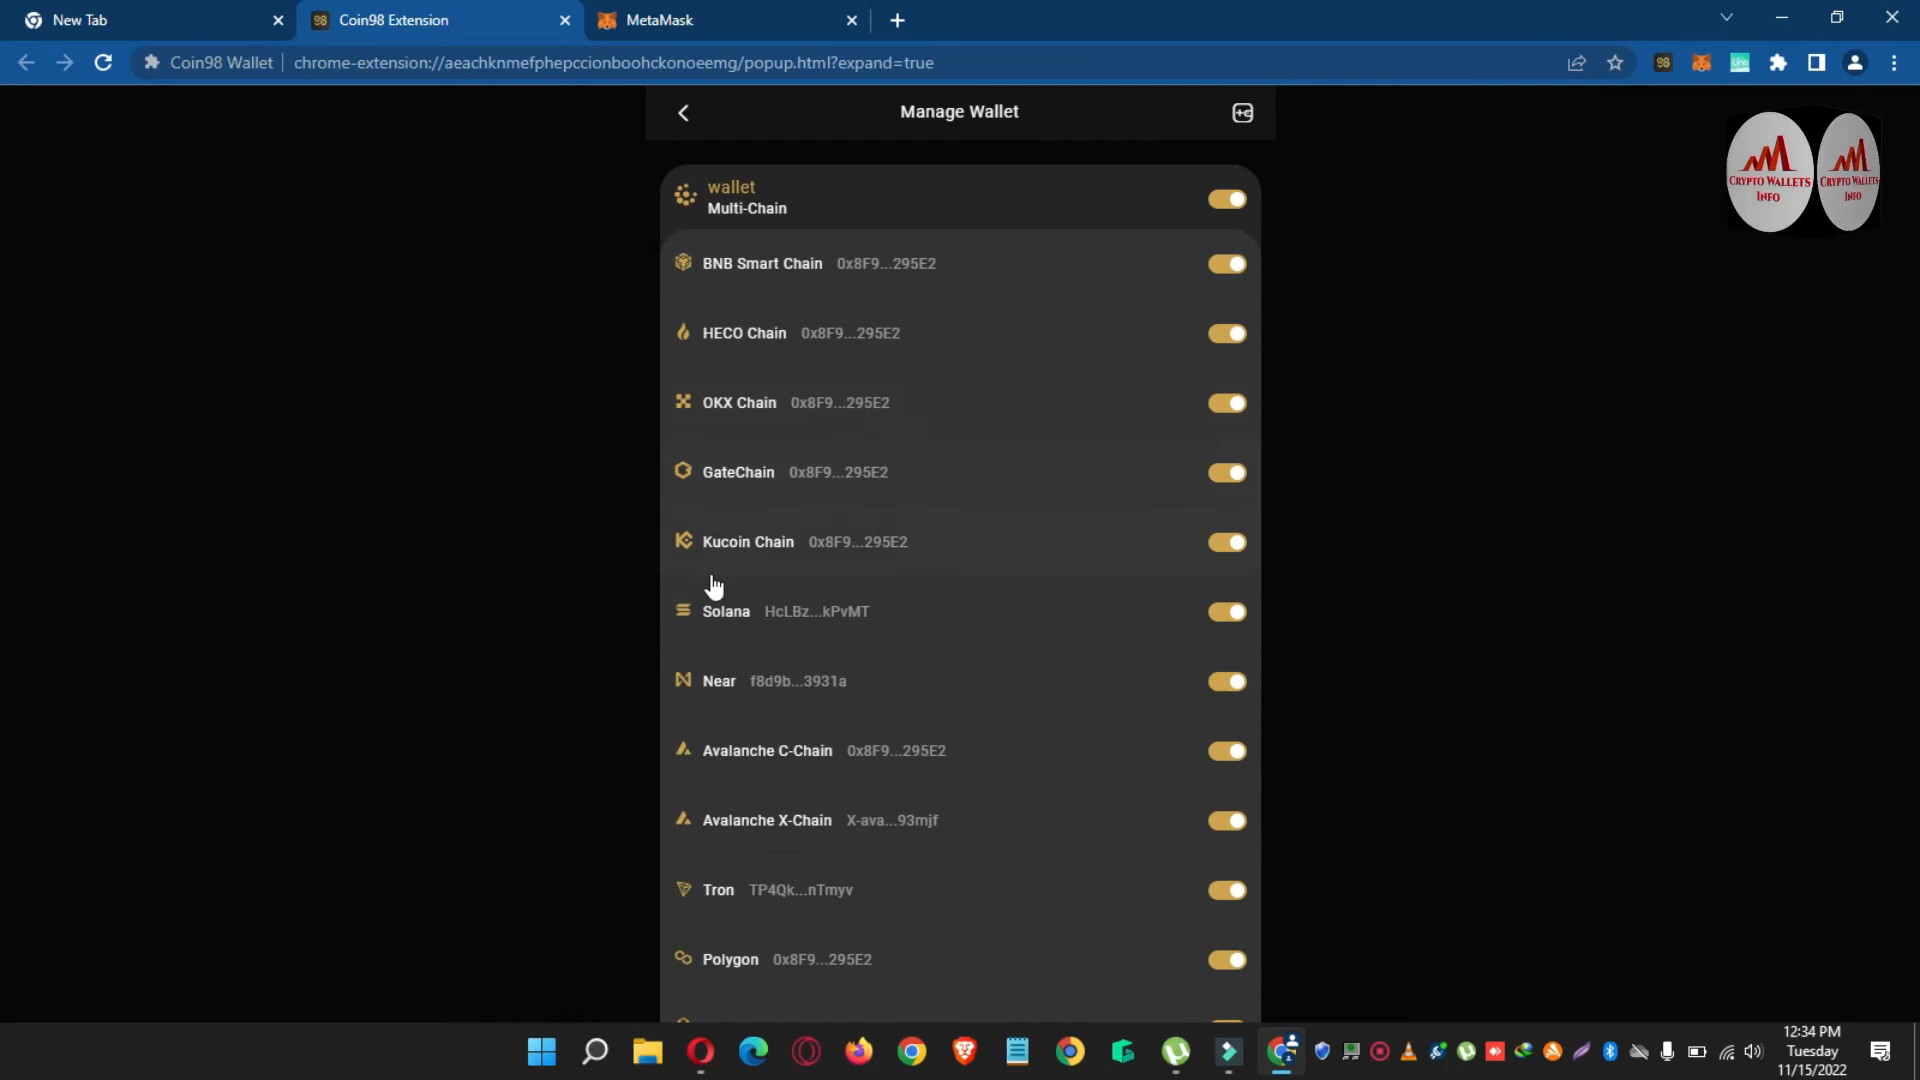 New Tab
Coin98 Extension
MetaMask
Coin98 Wallet
chrome-extension://aeachknmefphepccionboohckonoeemg/popup.html?expand=true
Manage Wallet
wallet
Multi-Chain
BNB Smart Chain 0x8F9...295E2
HECO Chain 0x8F9...295E2
OKX Chain 0x8F9...295E2
GateChain 0x8F9...295E2
Kucoin Chain 0x8F9...295E2
Solana HcLBz...kPvMT
Near f8d9b...3931a
Avalanche C-Chain 0x8F9...295E2
Avalanche X-Chain X-ava...93mjf
Tron TP4Qk...nTmyv
Polygon 0x8F9...295E2
CRYPTO WALLETS
INFO
CRYPTO WALLETS
INFO
12:34 PM
Tuesday
11/15/2022